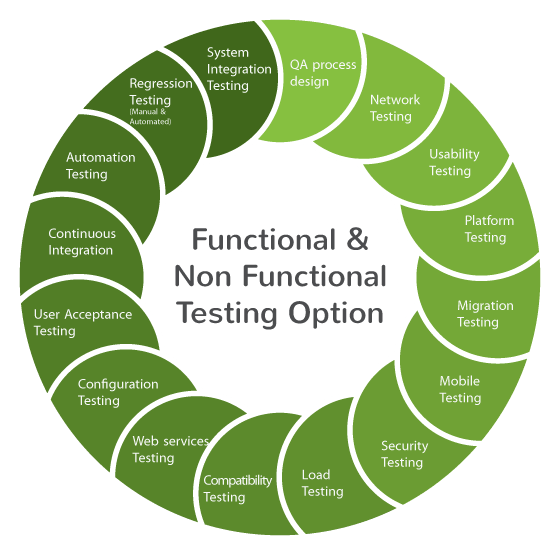 Functional &
Non Functional
Testing Option
QA process
design
Network
Testing
Usability
Testing
Platform
Testing
Migration
Testing
Mobile
Testing
Security
Testing
Load
Testing
Compatibility
Testing
Web services
Testing
Configuration
Testing
User Acceptance
Testing
Continuous
Integration
Automation
Testing
Regression
Testing
(Manual &
Automated)
System
Integration
Testing